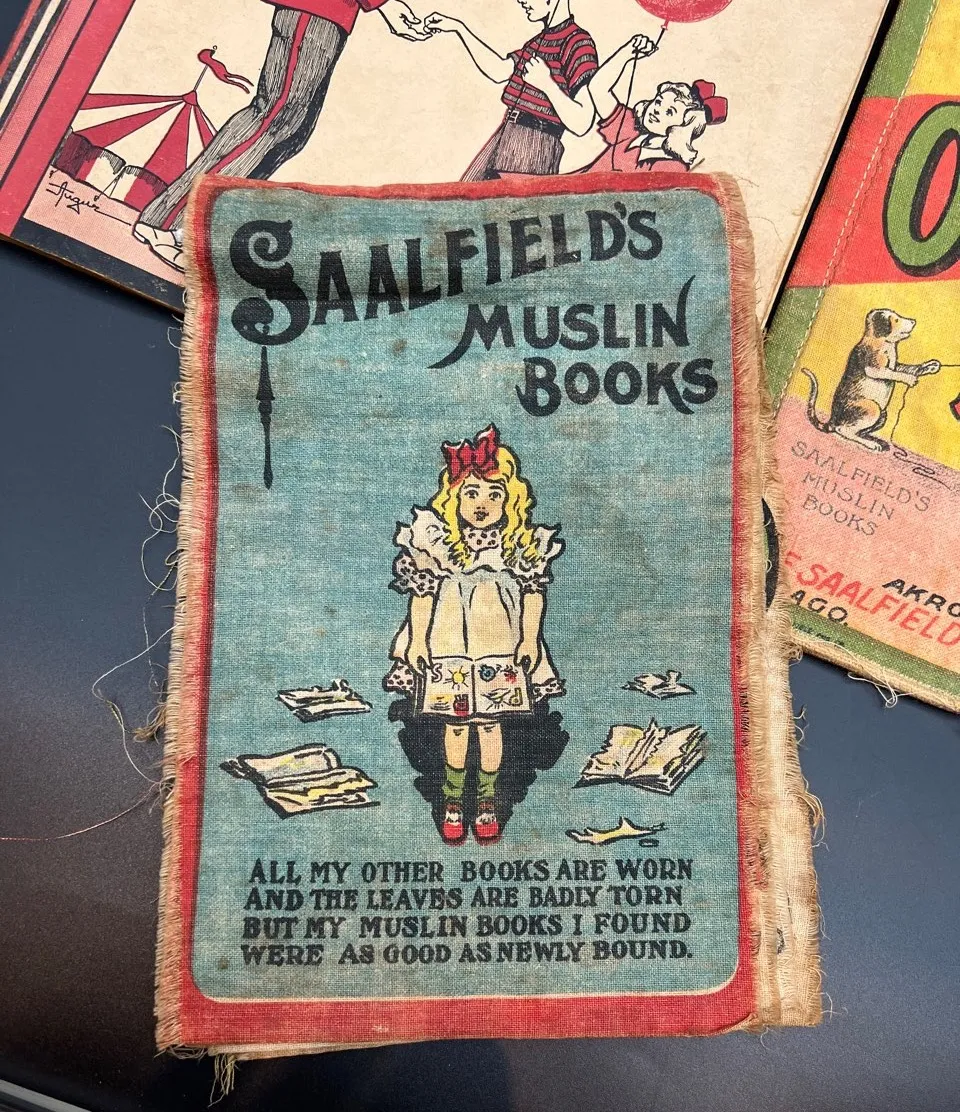 SAALFIELD'S
MUSLIN
BOOKS
ALL MY OTHER BOOKS ARE WORN
AND THE LEAVES ARE BADLY TORN
BUT MY MUSLIN BOOKS I FOUND
WERE AS GOOD AS NEWLY BOUND.
Augur
O
SAALFIELD'S
MUSLIN
BOOKS
AKRO
SAALFIELD
AGO.